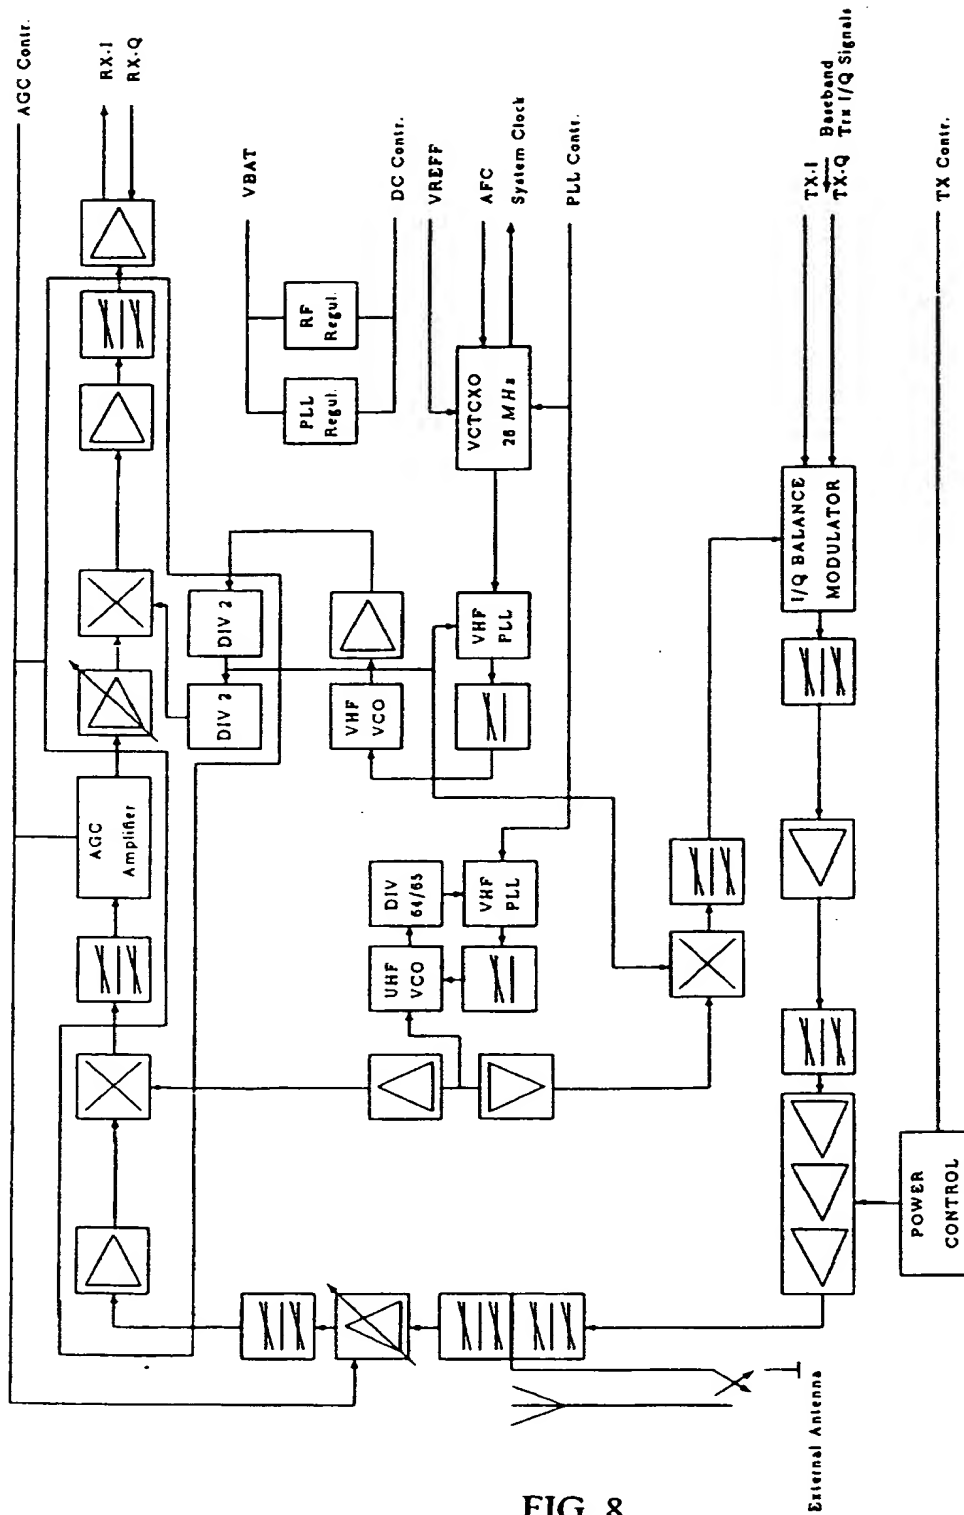 AGC Contr.
RX-I
RX-Q
VBAT
DC Contr.
VREFF
AFC
System Clock
PLL Contr.
TX-I
TX-Q
Baseband
Trx I/Q Signals
TX Contr.
RF
Regul.
PLL
Regul.
VCTCXO
26 MHz
DIV 2
DIV 2
VHF
VCO
VHF
PLL
I/Q BALANCE
MODULATOR
AGC
Amplifier
DIV
64/65
UHF
VCO
VHF
PLL
POWER
CONTROL
External Antenna
FIG. 8